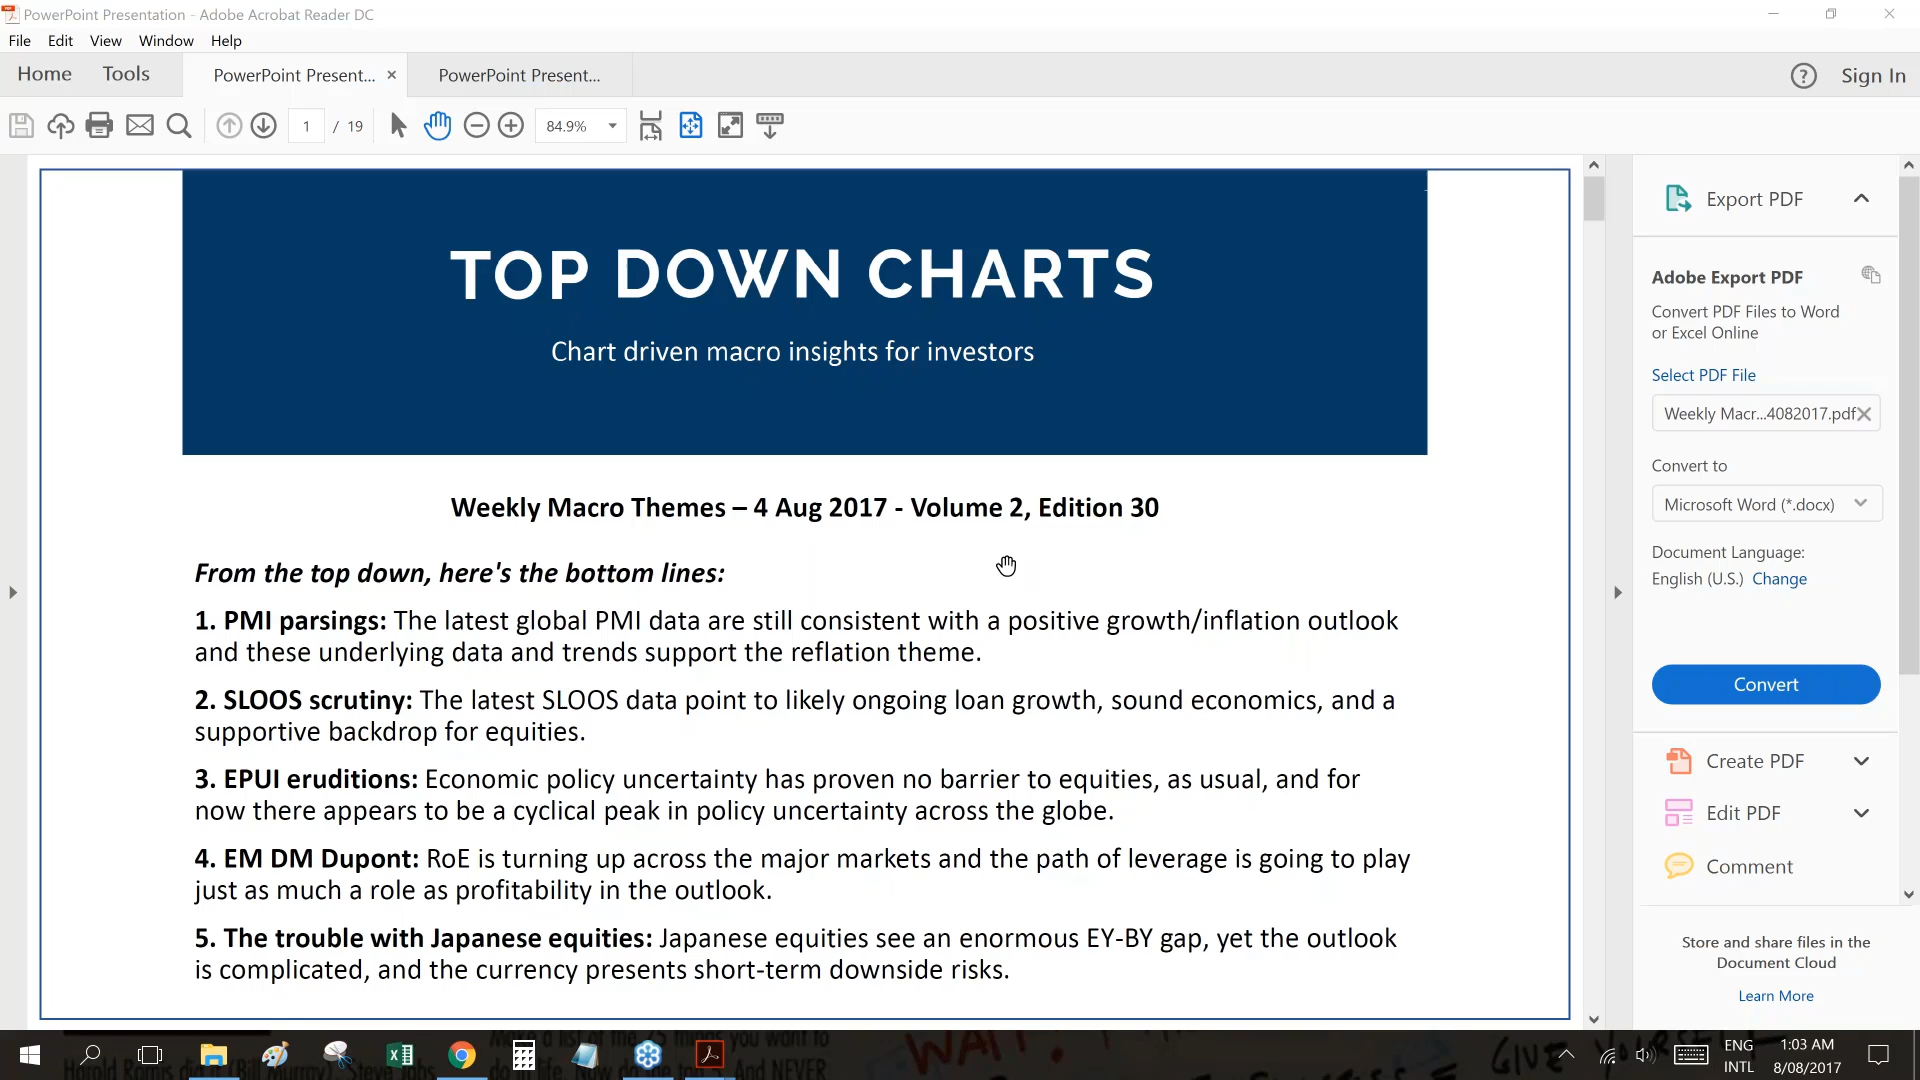 PowerPoint Presentation - Adobe Acrobat Reader DC
File Edit View Window Help
Home Tools PowerPoint Present... × PowerPoint Present... ? Sign In
1 / 19 84.9%
TOP DOWN CHARTS
Chart driven macro insights for investors
Weekly Macro Themes – 4 Aug 2017 - Volume 2, Edition 30
From the top down, here's the bottom lines:
1. PMI parsings: The latest global PMI data are still consistent with a positive growth/inflation outlook
and these underlying data and trends support the reflation theme.
2. SLOOS scrutiny: The latest SLOOS data point to likely ongoing loan growth, sound economics, and a
supportive backdrop for equities.
3. EPUI eruditions: Economic policy uncertainty has proven no barrier to equities, as usual, and for
now there appears to be a cyclical peak in policy uncertainty across the globe.
4. EM DM Dupont: RoE is turning up across the major markets and the path of leverage is going to play
just as much a role as profitability in the outlook.
5. The trouble with Japanese equities: Japanese equities see an enormous EY-BY gap, yet the outlook
is complicated, and the currency presents short-term downside risks.
Export PDF
Adobe Export PDF
Convert PDF Files to Word
or Excel Online
Select PDF File
Weekly Macr...4082017.pdf
Convert to
Microsoft Word (*.docx)
Document Language:
English (U.S.) Change
Convert
Create PDF
Edit PDF
Comment
Store and share files in the
Document Cloud
Learn More
WAIT.
GIVE
And NEVER
ENG 1:03 AM
INTL 8/08/2017